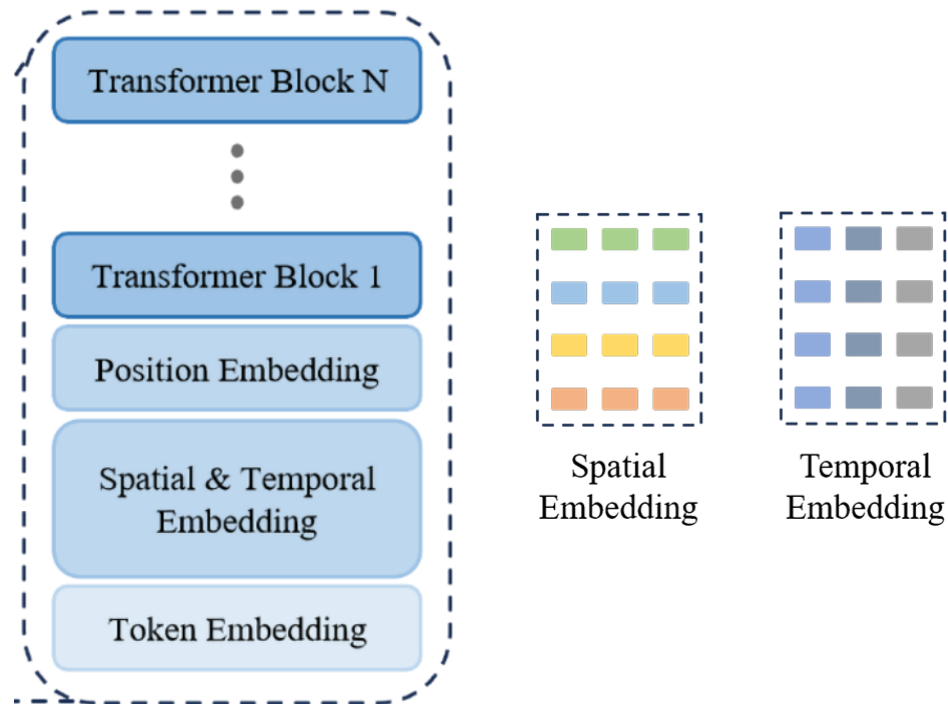 Transformer Block N
Transformer Block 1
Position Embedding
Spatial & Temporal
Embedding
Token Embedding
Spatial
Embedding
Temporal
Embedding